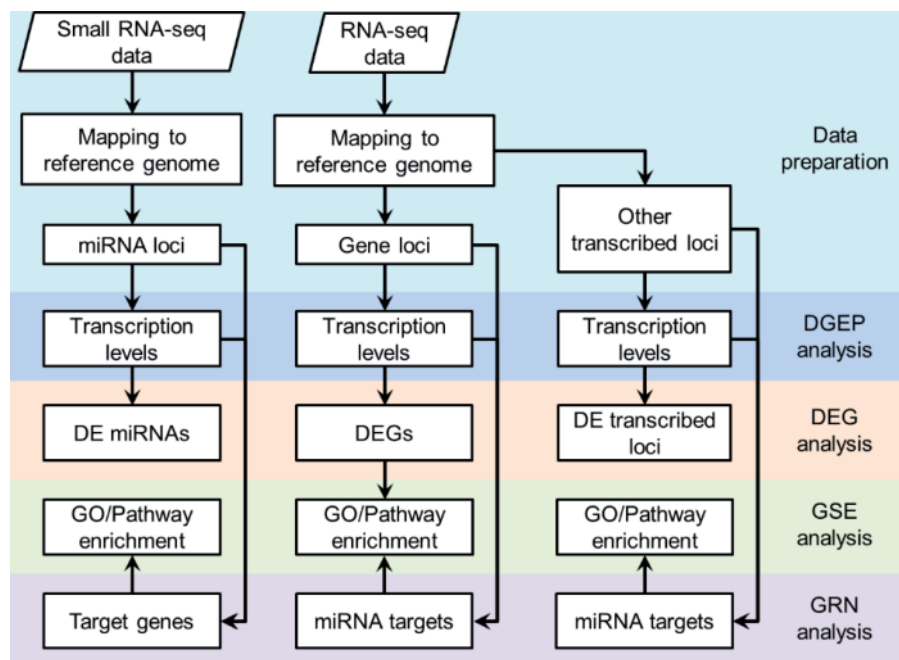 Small RNA-seq
data
RNA-seq
data
Mapping to
reference genome
Mapping to
reference genome
Data
preparation
Other
transcribed loci
miRNA loci
Gene loci
Transcription
levels
Transcription
levels
Transcription
levels
DGEP
analysis
DE miRNAs
DEGs
DE transcribed
loci
DEG
analysis
GO/Pathway
enrichment
GO/Pathway
enrichment
GO/Pathway
enrichment
GSE
analysis
Target genes
miRNA targets
miRNA targets
GRN
analysis